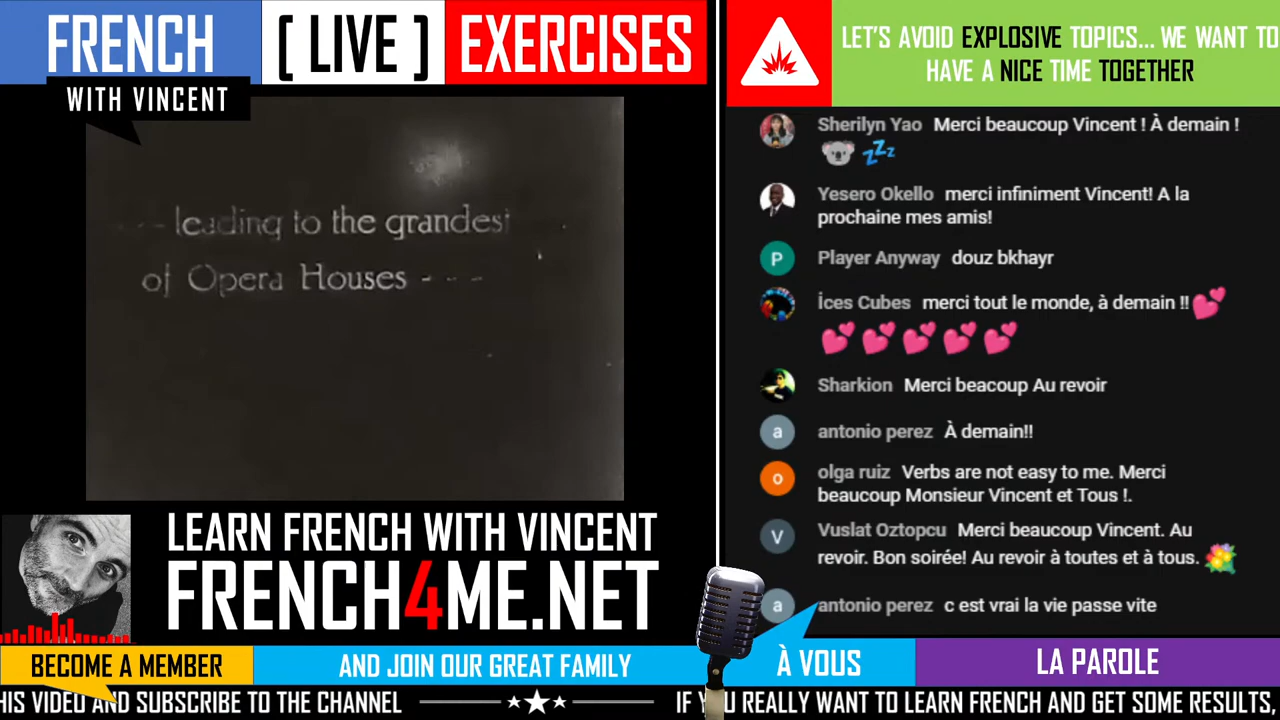 FRENCH [ LIVE ] EXERCISES
WITH VINCENT
LET'S AVOID EXPLOSIVE TOPICS... WE WANT TO
HAVE A NICE TIME TOGETHER
-- leading to the grandest
of Opera Houses - - -
Sherilyn Yao Merci beaucoup Vincent ! À demain !
🐨 💤
Yesero Okello merci infiniment Vincent! A la
prochaine mes amis!
P
Player Anyway douz bkhayr
İces Cubes merci tout le monde, à demain !!💕
💕💕💕💕💕
Sharkion Merci beacoup Au revoir
a
antonio perez À demain!!
o
olga ruiz Verbs are not easy to me. Merci
beaucoup Monsieur Vincent et Tous !.
V
Vuslat Oztopcu Merci beaucoup Vincent. Au
revoir. Bon soirée! Au revoir à toutes et à tous. 💐
a
antonio perez c est vrai la vie passe vite
LEARN FRENCH WITH VINCENT
FRENCH4ME.NET
BECOME A MEMBER AND JOIN OUR GREAT FAMILY
À VOUS LA PAROLE
HIS VIDEO AND SUBSCRIBE TO THE CHANNEL
IF YOU REALLY WANT TO LEARN FRENCH AND GET SOME RESULTS,